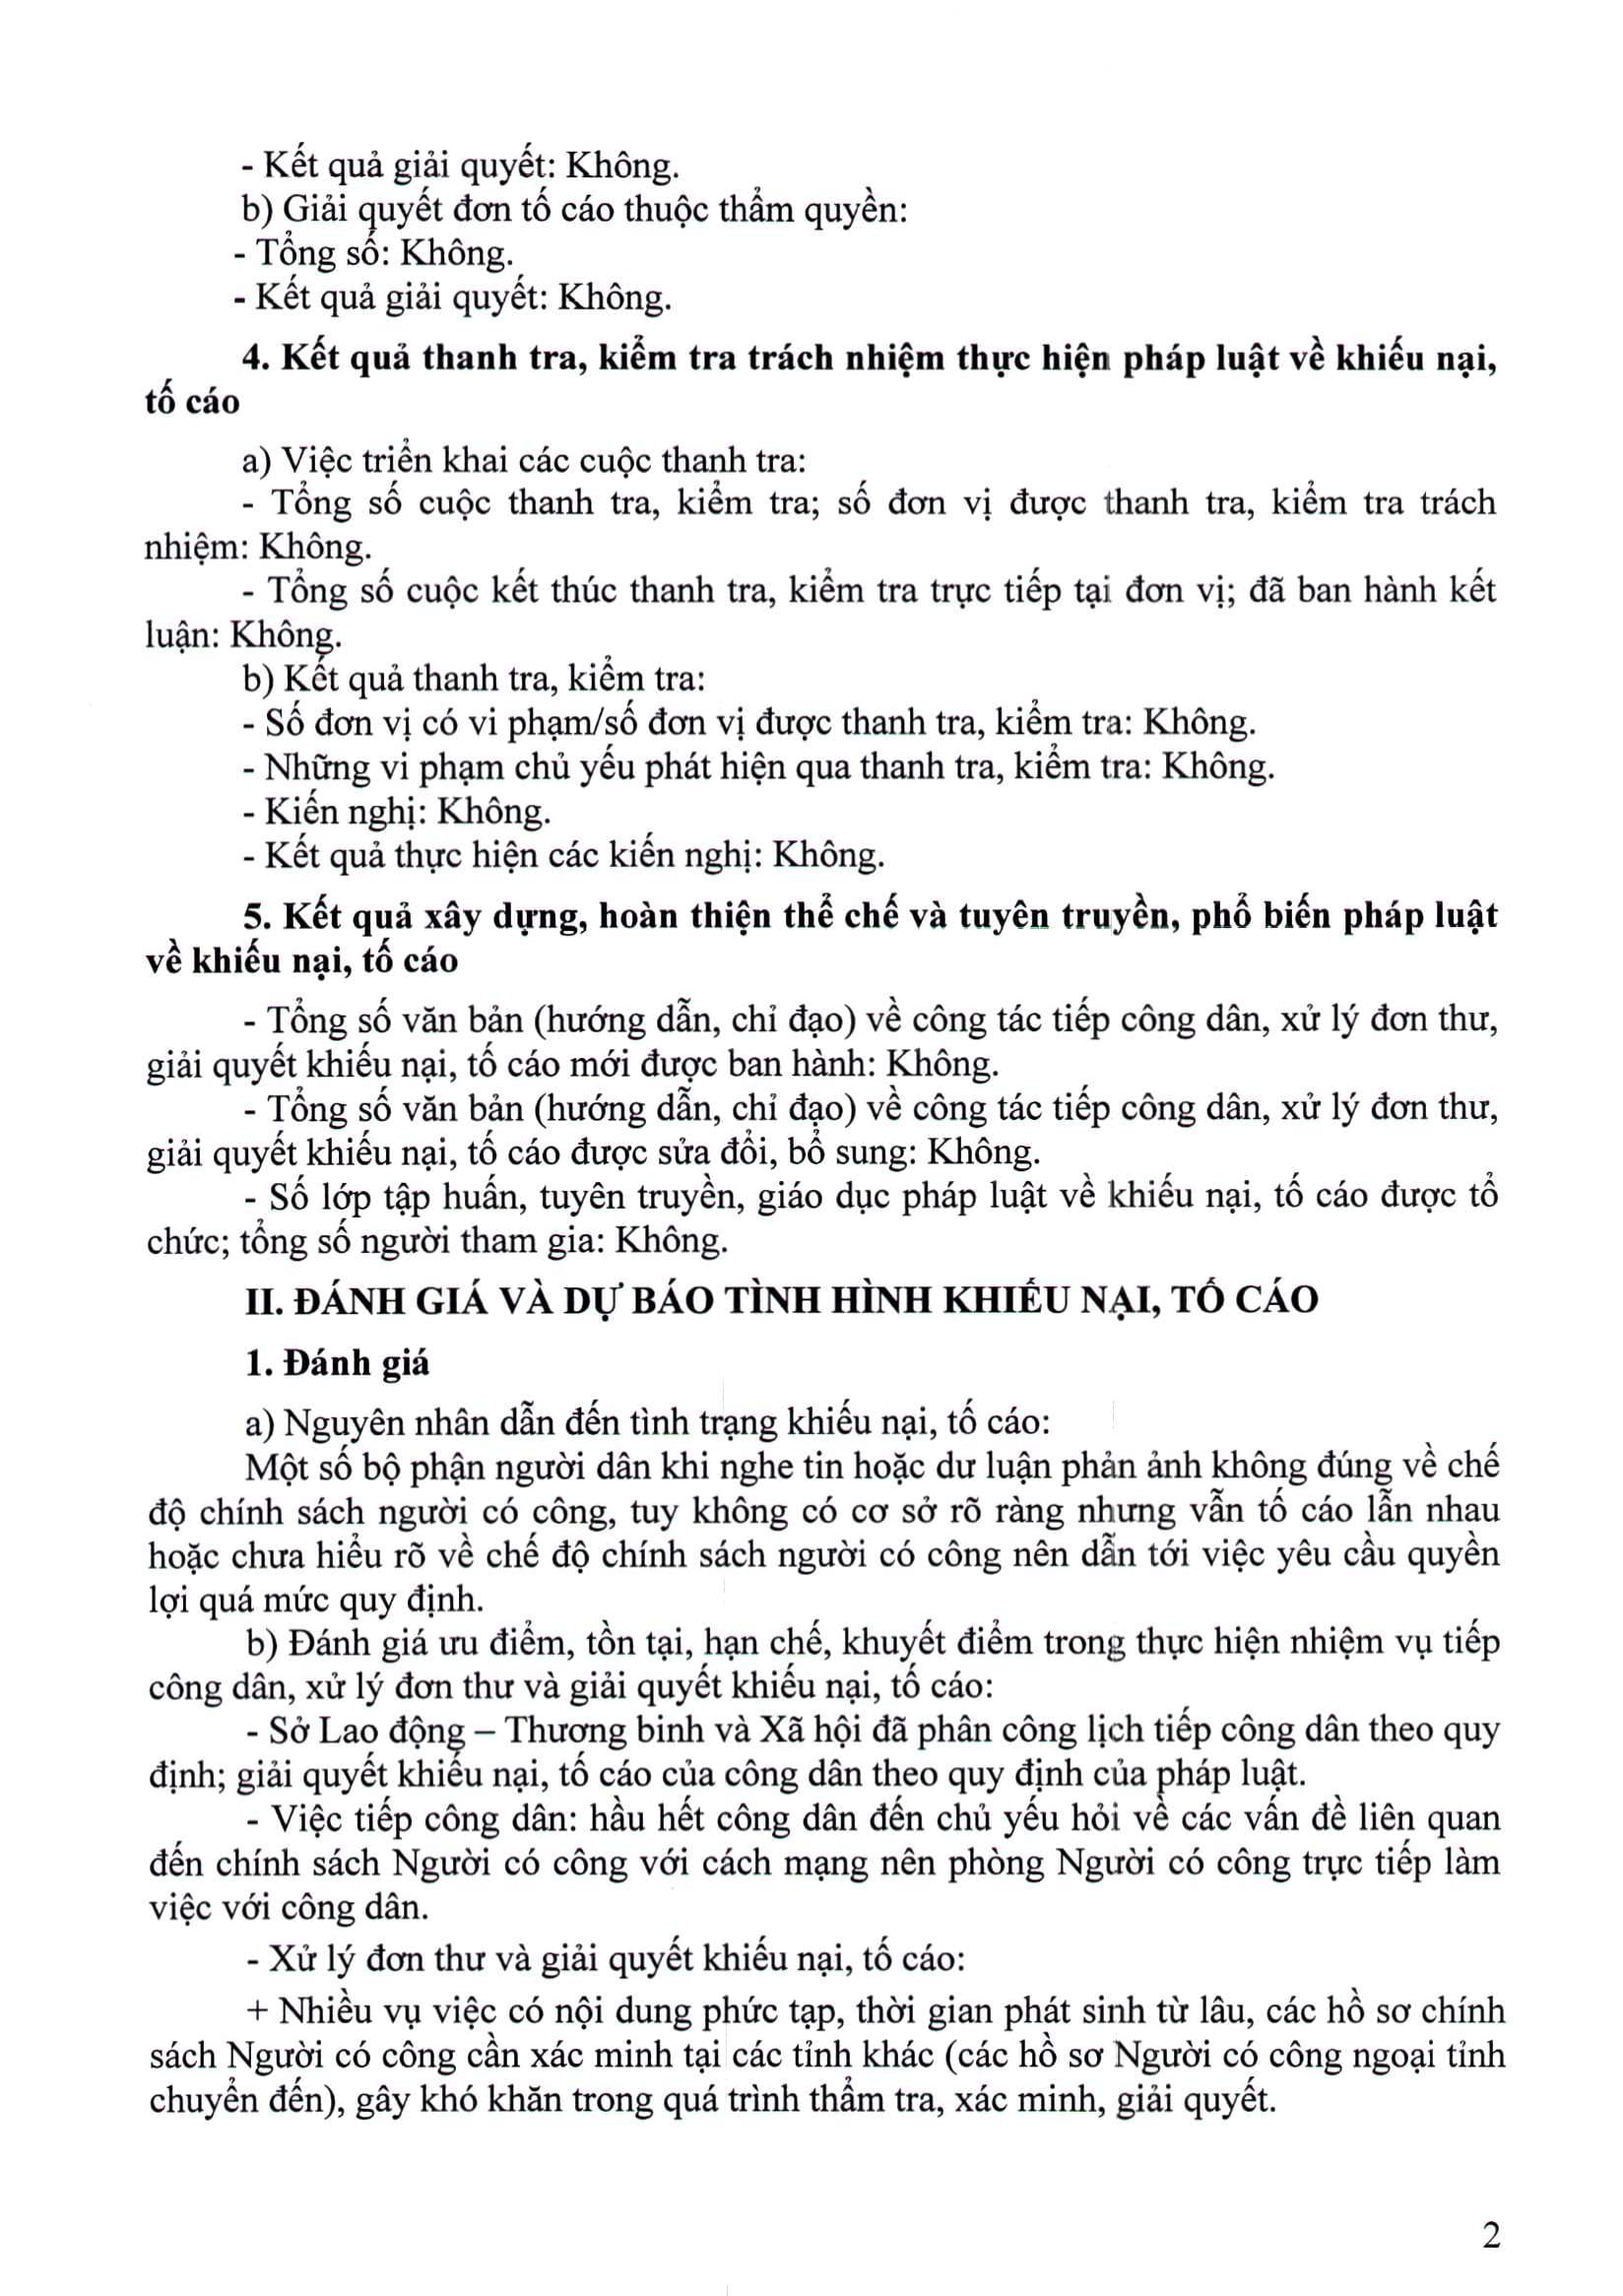 - Kết quả giải quyết: Không.
b) Giải quyết đơn tố cáo thuộc thẩm quyền:
- Tổng số: Không.
- Kết quả giải quyết: Không.
4. Kết quả thanh tra, kiểm tra trách nhiệm thực hiện pháp luật về khiếu nại,
tố cáo
a) Việc triển khai các cuộc thanh tra:
- Tổng số cuộc thanh tra, kiểm tra; số đơn vị được thanh tra, kiểm tra trách
nhiệm: Không.
- Tổng số cuộc kết thúc thanh tra, kiểm tra trực tiếp tại đơn vị; đã ban hành kết
luận: Không.
b) Kết quả thanh tra, kiểm tra:
- Số đơn vị có vi phạm/số đơn vị được thanh tra, kiểm tra: Không.
- Những vi phạm chủ yếu phát hiện qua thanh tra, kiểm tra: Không.
- Kiến nghị: Không.
- Kết quả thực hiện các kiến nghị: Không.
5. Kết quả xây dựng, hoàn thiện thể chế và tuyên truyền, phổ biến pháp luật
về khiếu nại, tố cáo
- Tổng số văn bản (hướng dẫn, chỉ đạo) về công tác tiếp công dân, xử lý đơn thư,
giải quyết khiếu nại, tố cáo mới được ban hành: Không.
- Tổng số văn bản (hướng dẫn, chỉ đạo) về công tác tiếp công dân, xử lý đơn thư,
giải quyết khiếu nại, tố cáo được sửa đổi, bổ sung: Không.
- Số lớp tập huấn, tuyên truyền, giáo dục pháp luật về khiếu nại, tố cáo được tổ
chức; tổng số người tham gia: Không.
II. ĐÁNH GIÁ VÀ DỰ BÁO TÌNH HÌNH KHIẾU NẠI, TỐ CÁO
1. Đánh giá
a) Nguyên nhân dẫn đến tình trạng khiếu nại, tố cáo:
Một số bộ phận người dân khi nghe tin hoặc dư luận phản ảnh không đúng về chế
độ chính sách người có công, tuy không có cơ sở rõ ràng nhưng vẫn tố cáo lẫn nhau
hoặc chưa hiểu rõ về chế độ chính sách người có công nên dẫn tới việc yêu cầu quyền
lợi quá mức quy định.
b) Đánh giá ưu điểm, tồn tại, hạn chế, khuyết điểm trong thực hiện nhiệm vụ tiếp
công dân, xử lý đơn thư và giải quyết khiếu nại, tố cáo:
- Sở Lao động – Thương binh và Xã hội đã phân công lịch tiếp công dân theo quy
định; giải quyết khiếu nại, tố cáo của công dân theo quy định của pháp luật.
- Việc tiếp công dân: hầu hết công dân đến chủ yếu hỏi về các vấn đề liên quan
đến chính sách Người có công với cách mạng nên phòng Người có công trực tiếp làm
việc với công dân.
- Xử lý đơn thư và giải quyết khiếu nại, tố cáo:
+ Nhiều vụ việc có nội dung phức tạp, thời gian phát sinh từ lâu, các hồ sơ chính
sách Người có công cần xác minh tại các tỉnh khác (các hồ sơ Người có công ngoại tỉnh
chuyển đến), gây khó khăn trong quá trình thẩm tra, xác minh, giải quyết.
2